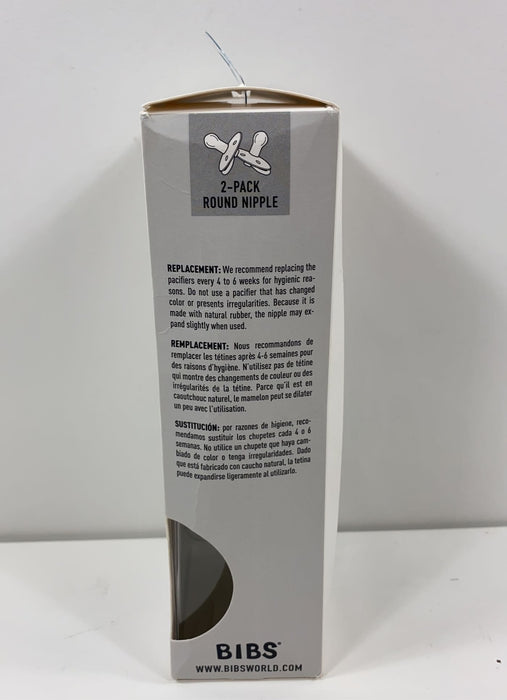 2-PACK
ROUND NIPPLE
REPLACEMENT: We recommend replacing the
pacifiers every 4 to 6 weeks for hygienic rea-
sons. Do not use a pacifier that has changed
color or presents irregularities. Because it is
made with natural rubber, the nipple may ex-
pand slightly when used.
REMPLACEMENT: Nous recommandons de
remplacer les tétines après 4-6 semaines pour
des raisons d'hygiène. N'utilisez pas de tétine
qui montre des changements de couleur ou des
irrégularités de la tétine. Parce qu'il est en
caoutchouc naturel, le mamelon peut se dilater
un peu avec l'utilisation.
SUSTITUCIÓN: por razones de higiene, reco-
mendamos sustituir los chupetes cada 4 o 6
semanas. No utilice un chupete que haya cam-
biado de color o tenga irregularidades. Dado
que está fabricado con caucho natural, la tetina
puede expandirse ligeramente al utilizarlo.
BIBS®
WWW.BIBSWORLD.COM